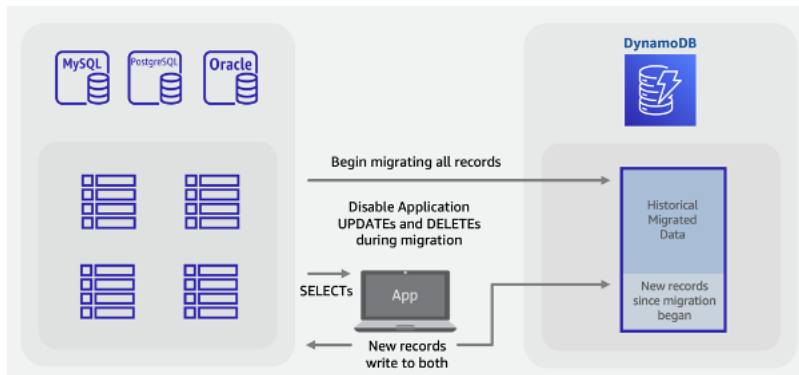 MySQL
PostgreSQL
Oracle
DynamoDB
Begin migrating all records
Disable Application
UPDATEs and DELETEs
during migration
Historical
Migrated
Data
SELECTs
App
New records
since migration
began
New records
write to both